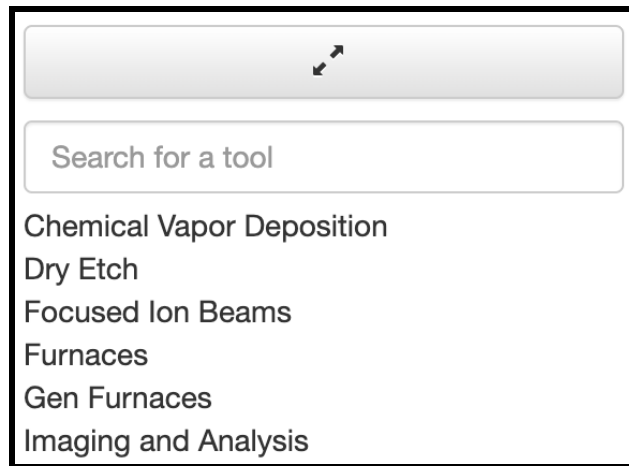 Search for a tool
Chemical Vapor Deposition
Dry Etch
Focused Ion Beams
Furnaces
Gen Furnaces
Imaging and Analysis